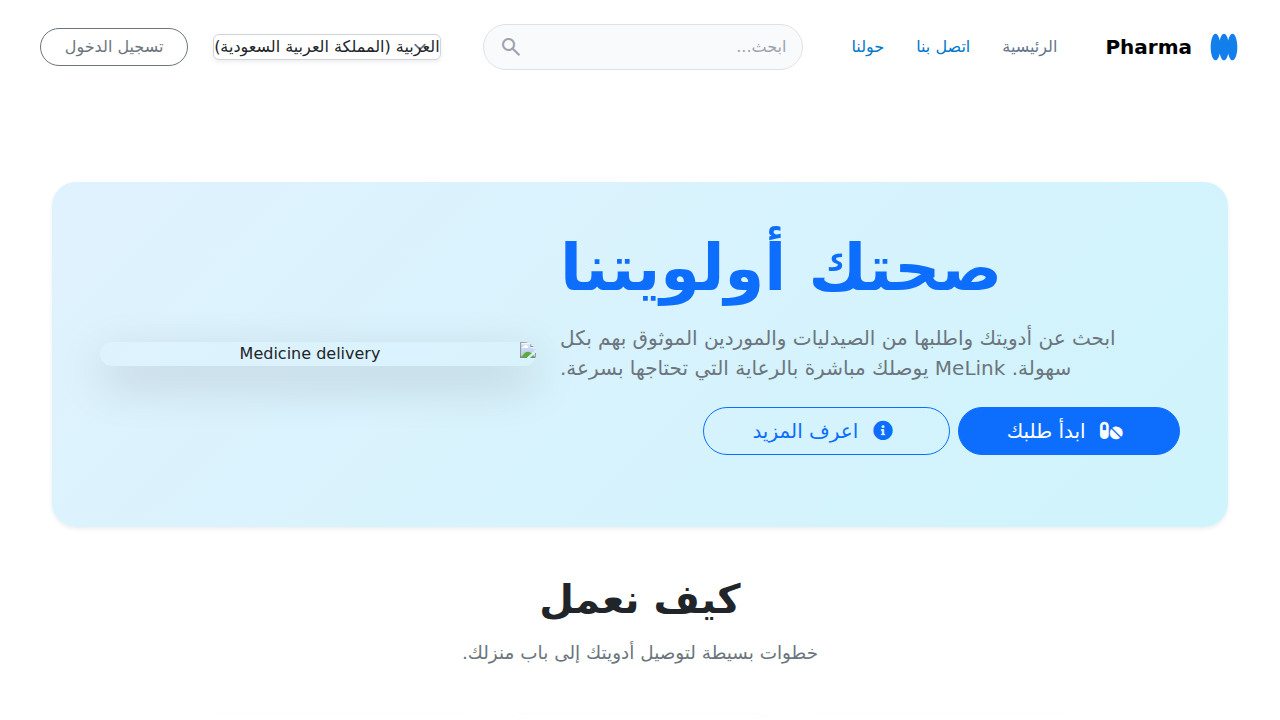 Pharma
الرئيسية
اتصل بنا
حولنا
ابحث...
العربية (المملكة العربية السعودية)
تسجيل الدخول
صحتك أولويتنا
ابحث عن أدويتك واطلبها من الصيدليات والموردين الموثوق بهم بكل
سهولة. MeLink يوصلك مباشرة بالرعاية التي تحتاجها بسرعة.
ابدأ طلبك
اعرف المزيد
Medicine delivery
كيف نعمل
خطوات بسيطة لتوصيل أدويتك إلى باب منزلك.